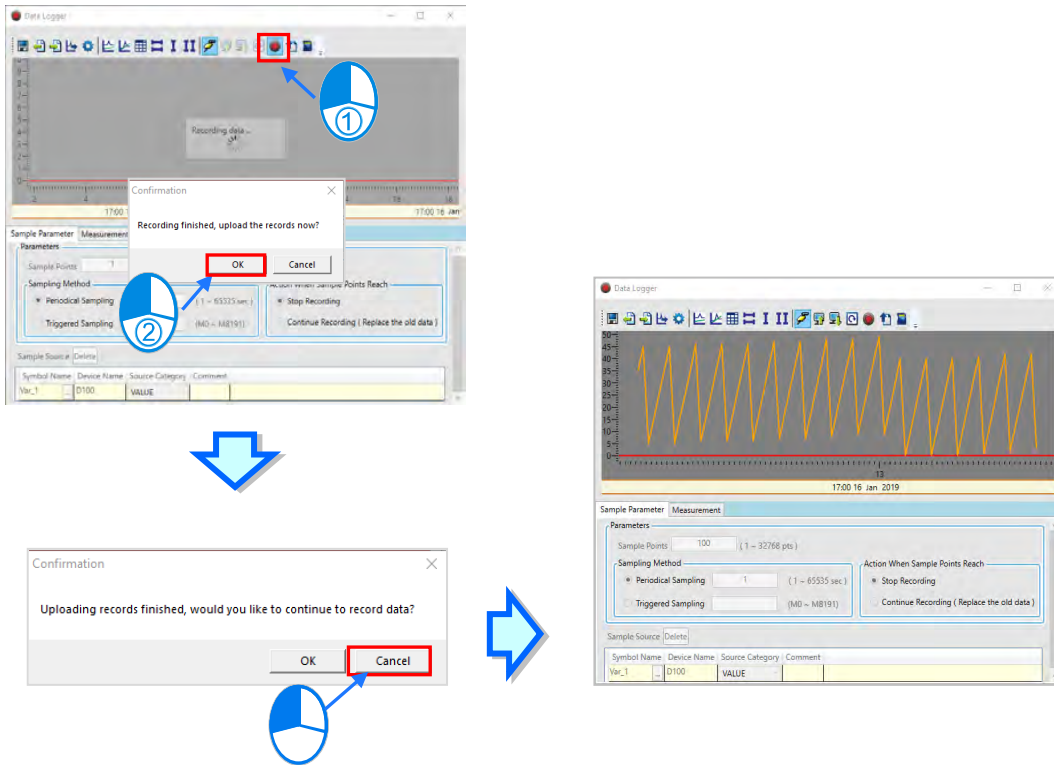 Data Logger
Recording data ...
17:00 16 Jan
Confirmation
Recording finished, upload the records now?
OK
Cancel
①
②
Sample Parameter Measurement
Parameters
Sample Points
Sampling Method
Periodical Sampling ( 1 ~ 65535 sec )
Triggered Sampling (M0 ~ M8191)
Action When Sample Points Reach
Stop Recording
Continue Recording ( Replace the old data )
Sample Source Delete
Symbol Name Device Name Source Category Comment
Var_1 ... D100 VALUE
Confirmation
Uploading records finished, would you like to continue to record data?
OK Cancel
Data Logger
50
45
40
35
30
25
20
15
10
5
0
13
17:00 16 Jan 2019
Sample Parameter Measurement
Parameters
Sample Points 100 ( 1 ~ 32768 pts )
Sampling Method
Periodical Sampling 1 ( 1 ~ 65535 sec )
Triggered Sampling (M0 ~ M8191)
Action When Sample Points Reach
Stop Recording
Continue Recording ( Replace the old data )
Sample Source Delete
Symbol Name Device Name Source Category Comment
Var_1 ... D100 VALUE